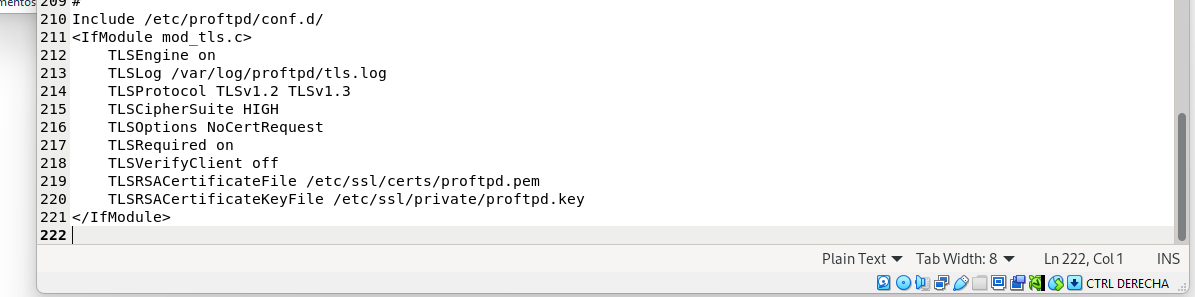 mentos
209 #
210 Include /etc/proftpd/conf.d/
211 <IfModule mod_tls.c>
212     TLSEngine on
213     TLSLog /var/log/proftpd/tls.log
214     TLSProtocol TLSv1.2 TLSv1.3
215     TLSCipherSuite HIGH
216     TLSOptions NoCertRequest
217     TLSRequired on
218     TLSVerifyClient off
219     TLSRSACertificateFile /etc/ssl/certs/proftpd.pem
220     TLSRSACertificateKeyFile /etc/ssl/private/proftpd.key
221 </IfModule>
222
Plain Text Tab Width: 8 Ln 222, Col 1 INS
CTRL DERECHA